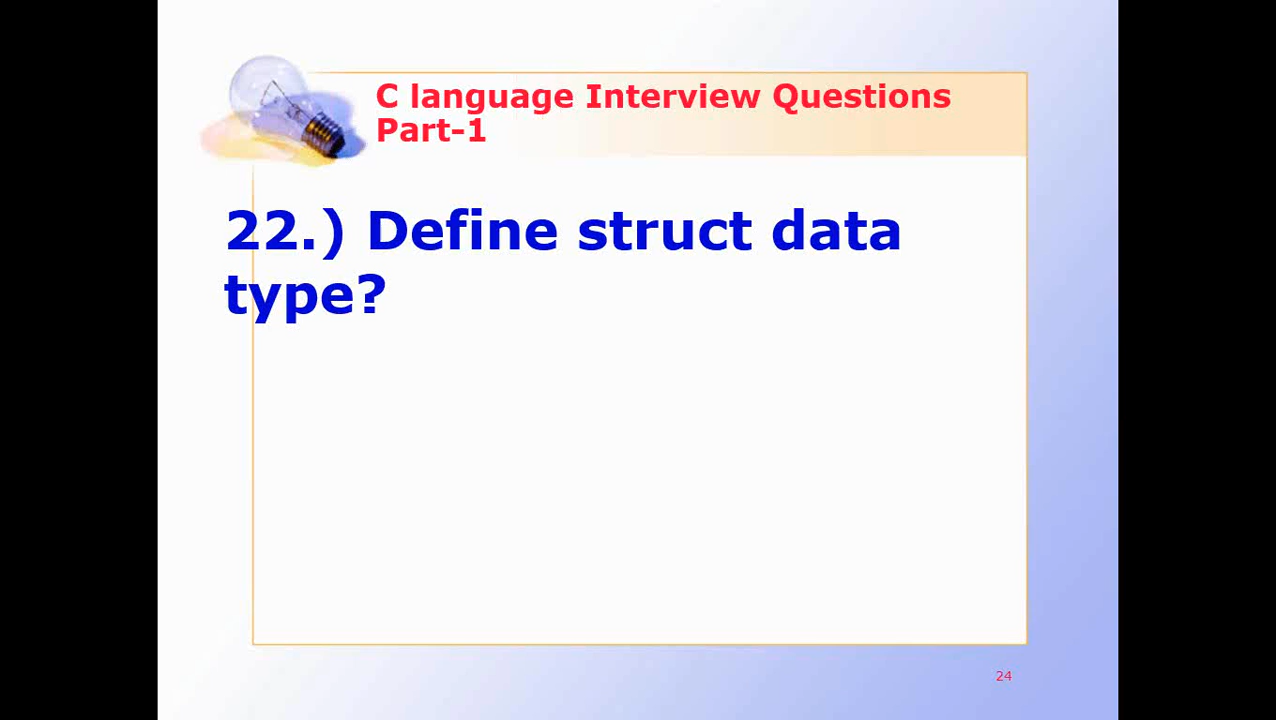 C language Interview Questions
Part-1
22.) Define struct data
type?
24